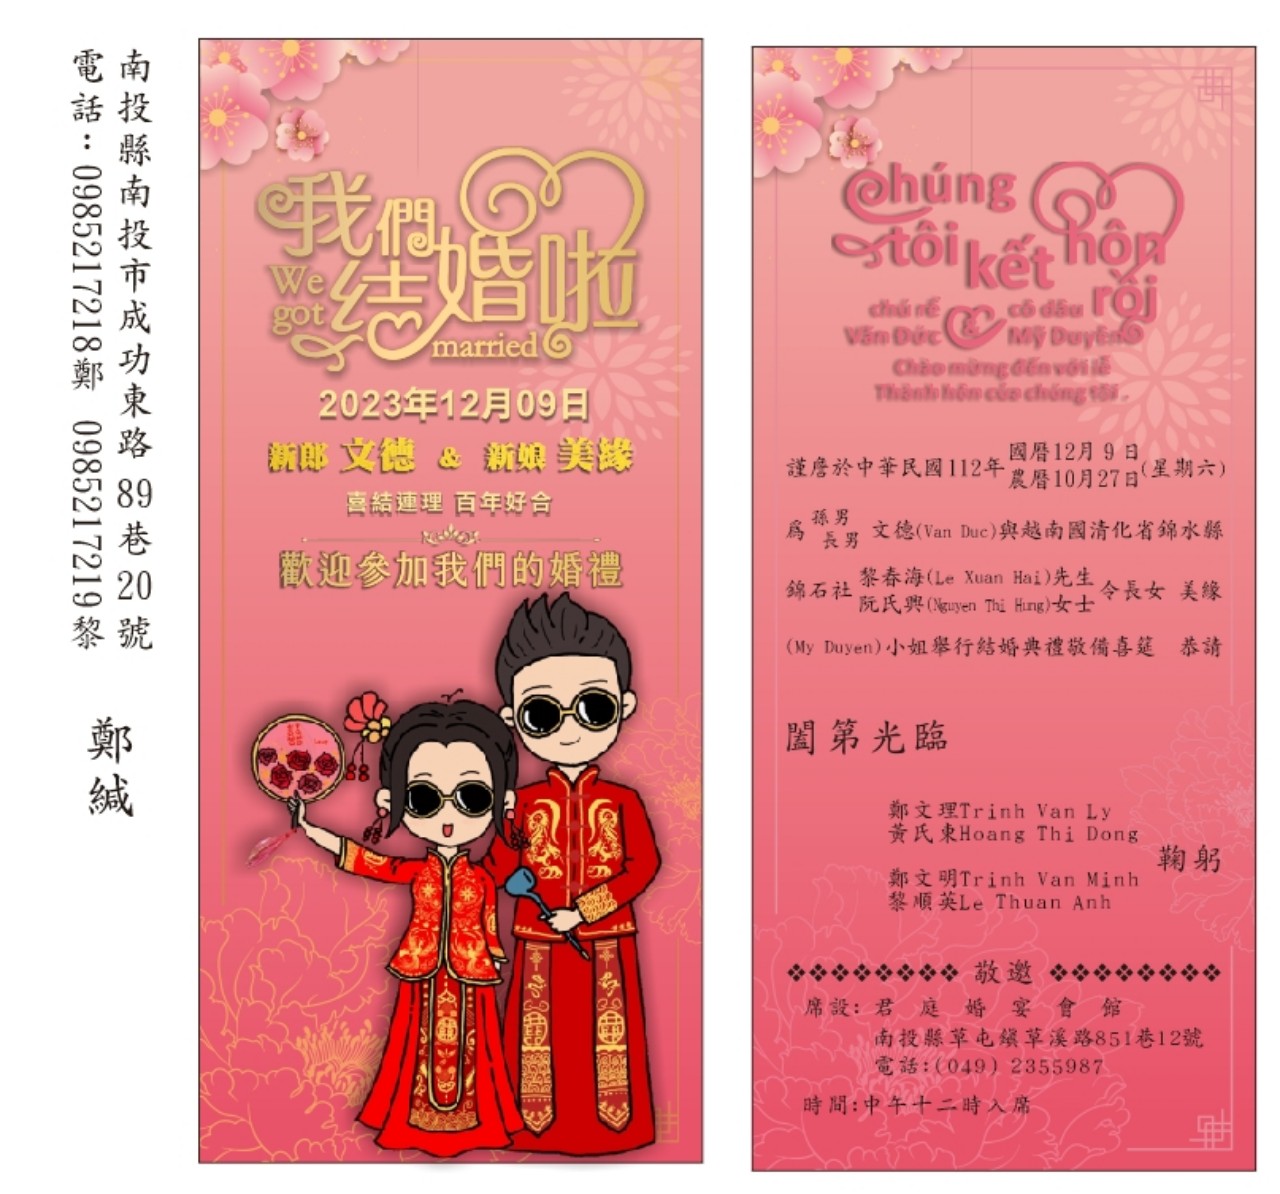 南投縣南投市成功東路89巷20號
電話：0985217218鄭 0985217219黎
鄭緘
我們
We got 結婚啦
married
2023年12月09日
新郎 文德 & 新娘 美緣
喜結連理 百年好合
歡迎參加我們的婚禮
Chúng
tôi kết hôn
rồi
chú rể & cô dâu
Văn Đức Mỹ Duyên
Chào mừng đến với lễ
Thành hôn của chúng tôi .
謹詹於中華民國112年 國曆12月 9 日 農曆10月27日 (星期六)
為 孫男 長男 文德(Van Duc)與越南國清化省錦水縣
錦石社 黎春海(Le Xuan Hai)先生 阮氏興(Nguyen Thi Hung)女士 令長女 美緣
(My Duyen)小姐舉行結婚典禮敬備喜筵 恭請
闔第光臨
鄭文理Trinh Van Ly
黃氏東Hoang Thi Dong
鄭文明Trinh Van Minh
黎順英Le Thuan Anh
鞠躬
❖❖❖❖❖❖❖❖ 敬邀 ❖❖❖❖❖❖❖❖
席設: 君庭婚宴會館
南投縣草屯鎮草溪路851巷12號
電話:(049) 2355987
時間:中午十二時入席